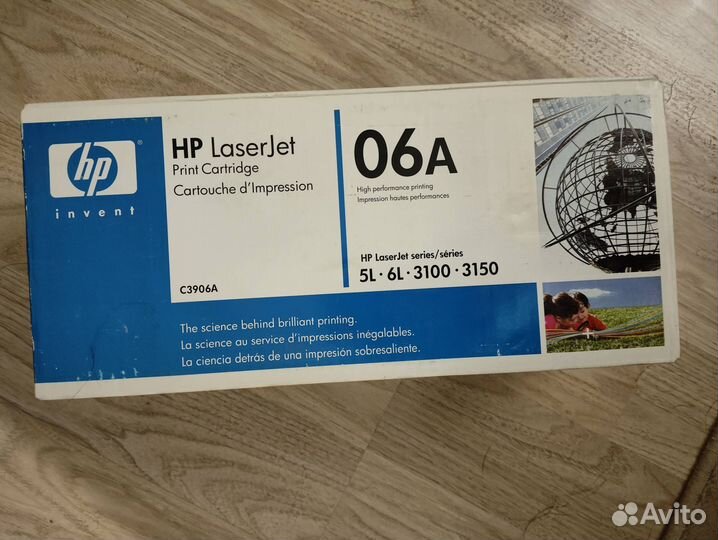 hp
®
invent
HP LaserJet
Print Cartridge
Cartouche d'Impression
C3906A
06A
High performance printing
Impression hautes performances
HP LaserJet series/séries
5L · 6L · 3100 · 3150
The science behind brilliant printing.
La science au service d'impressions inégalables.
La ciencia detrás de una impresión sobresaliente.
Avito